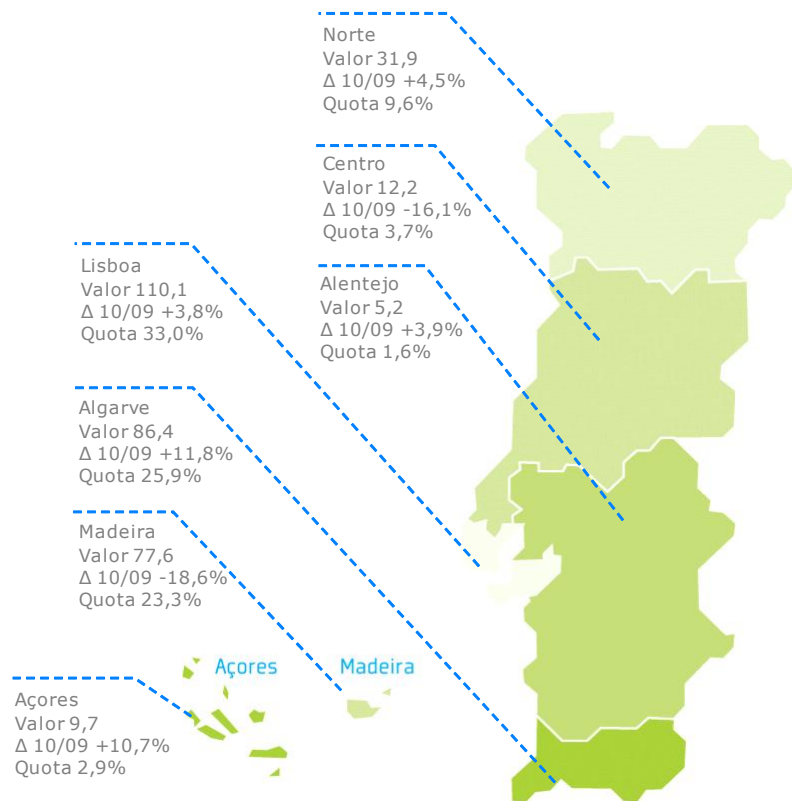 Norte
Valor 31,9
Δ 10/09 +4,5%
Quota 9,6%
Centro
Valor 12,2
Δ 10/09 -16,1%
Quota 3,7%
Lisboa
Valor 110,1
Δ 10/09 +3,8%
Quota 33,0%
Alentejo
Valor 5,2
Δ 10/09 +3,9%
Quota 1,6%
Algarve
Valor 86,4
Δ 10/09 +11,8%
Quota 25,9%
Madeira
Valor 77,6
Δ 10/09 -18,6%
Quota 23,3%
Açores
Madeira
Açores
Valor 9,7
Δ 10/09 +10,7%
Quota 2,9%